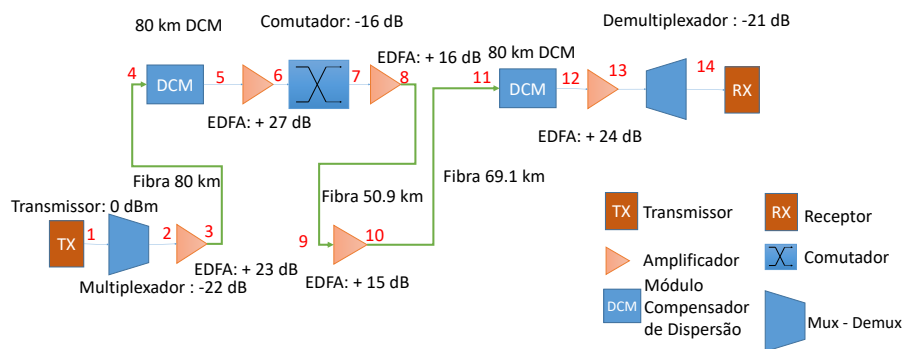 80 km DCM
Comutador: -16 dB
Demultiplexador : -21 dB
EDFA: + 16 dB
80 km DCM
4
DCM
5
6
7
8
11
DCM
12
13
14
RX
EDFA: + 27 dB
EDFA: + 24 dB
Fibra 80 km
Fibra 50.9 km
Fibra 69.1 km
Transmissor: 0 dBm
TX
1
2
3
9
10
EDFA: + 23 dB
Multiplexador : -22 dB
EDFA: + 15 dB
TX
Transmissor
RX
Receptor
Amplificador
Comutador
DCM
Módulo
Compensador
de Dispersão
Mux - Demux